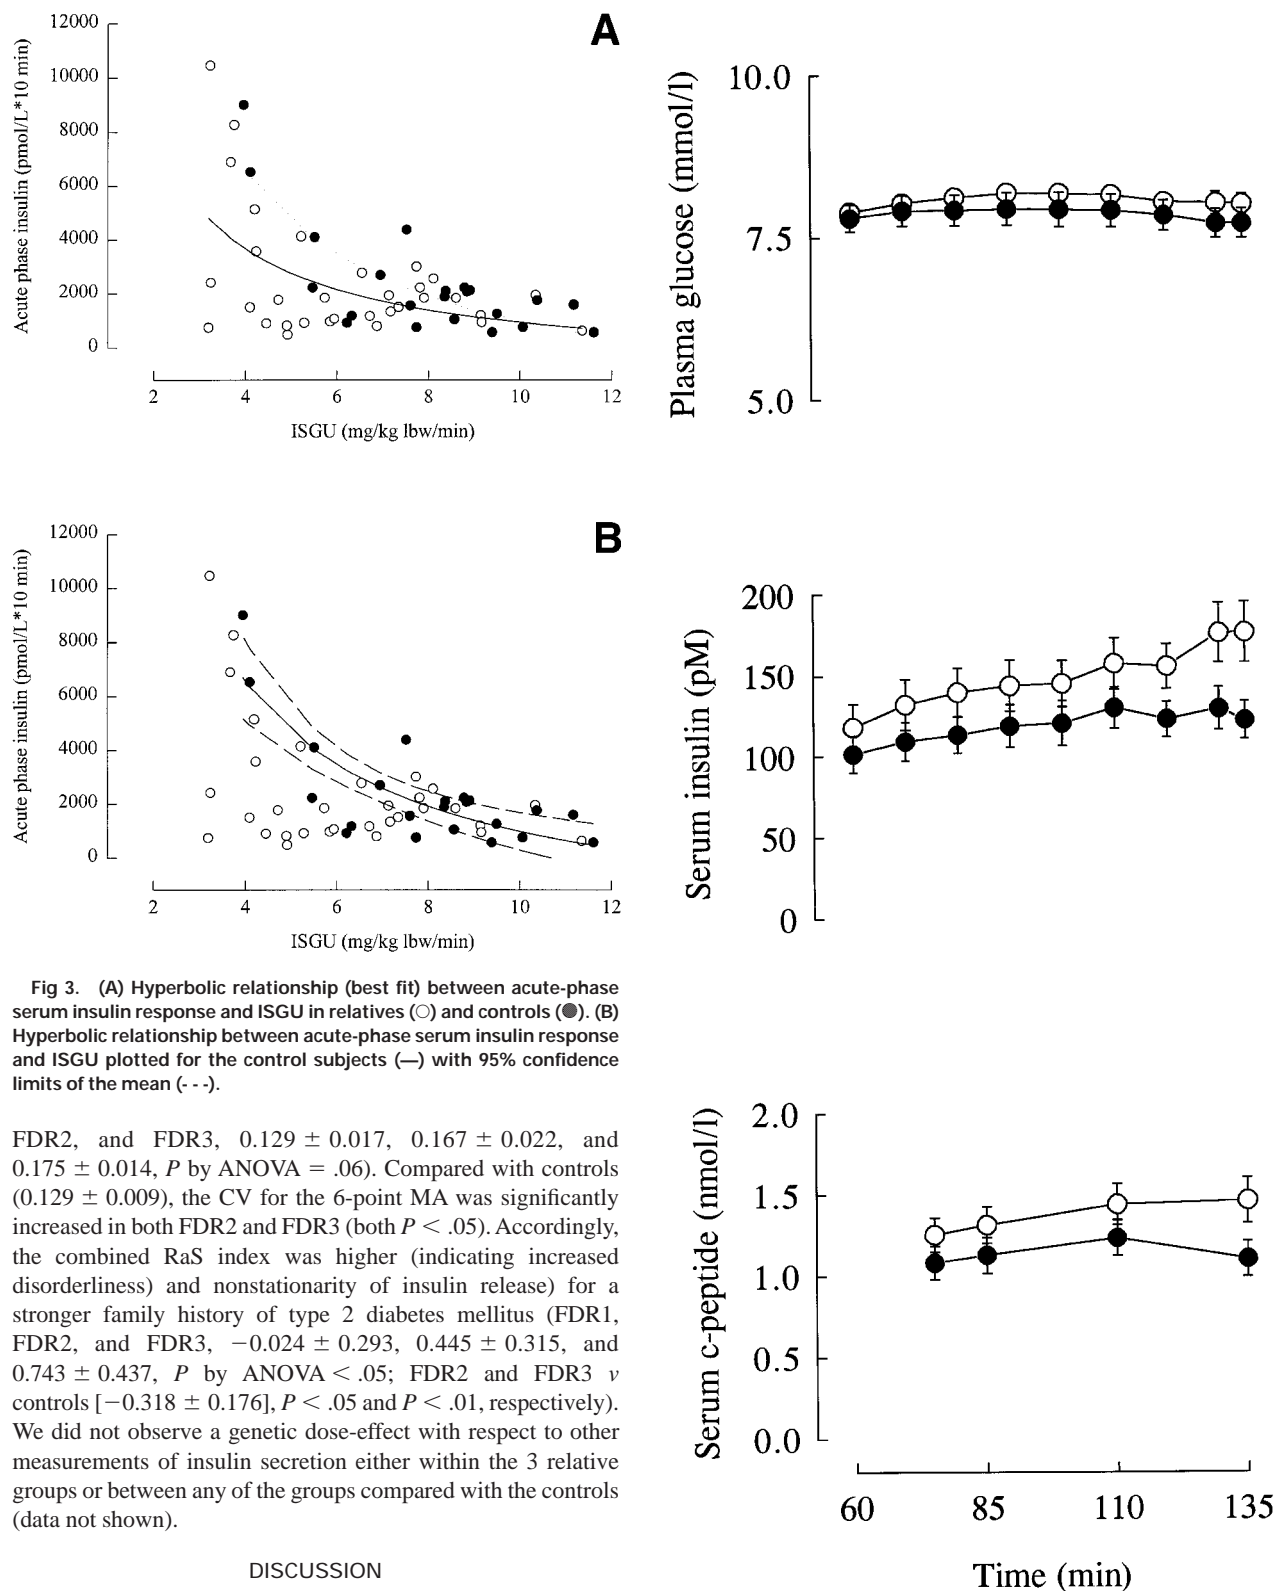 A
12000
10000
8000
6000
4000
2000
0
Acute phase insulin (pmol/L*10 min)
2 4 6 8 10 12
ISGU (mg/kg lbw/min)
B
12000
10000
8000
6000
4000
2000
0
Acute phase insulin (pmol/L*10 min)
2 4 6 8 10 12
ISGU (mg/kg lbw/min)
Fig 3. (A) Hyperbolic relationship (best fit) between acute-phase
serum insulin response and ISGU in relatives (○) and controls (●). (B)
Hyperbolic relationship between acute-phase serum insulin response
and ISGU plotted for the control subjects (—) with 95% confidence
limits of the mean (- - -).
FDR2, and FDR3, 0.129 ± 0.017, 0.167 ± 0.022, and
0.175 ± 0.014, P by ANOVA = .06). Compared with controls
(0.129 ± 0.009), the CV for the 6-point MA was significantly
increased in both FDR2 and FDR3 (both P < .05). Accordingly,
the combined RaS index was higher (indicating increased
disorderliness) and nonstationarity of insulin release) for a
stronger family history of type 2 diabetes mellitus (FDR1,
FDR2, and FDR3, −0.024 ± 0.293, 0.445 ± 0.315, and
0.743 ± 0.437, P by ANOVA < .05; FDR2 and FDR3 v
controls [−0.318 ± 0.176], P < .05 and P < .01, respectively).
We did not observe a genetic dose-effect with respect to other
measurements of insulin secretion either within the 3 relative
groups or between any of the groups compared with the controls
(data not shown).
DISCUSSION
Plasma glucose (mmol/l)
10.0
7.5
5.0
Serum insulin (pM)
200
150
100
50
0
Serum c-peptide (nmol/l)
2.0
1.5
1.0
0.5
0.0
60 85 110 135
Time (min)